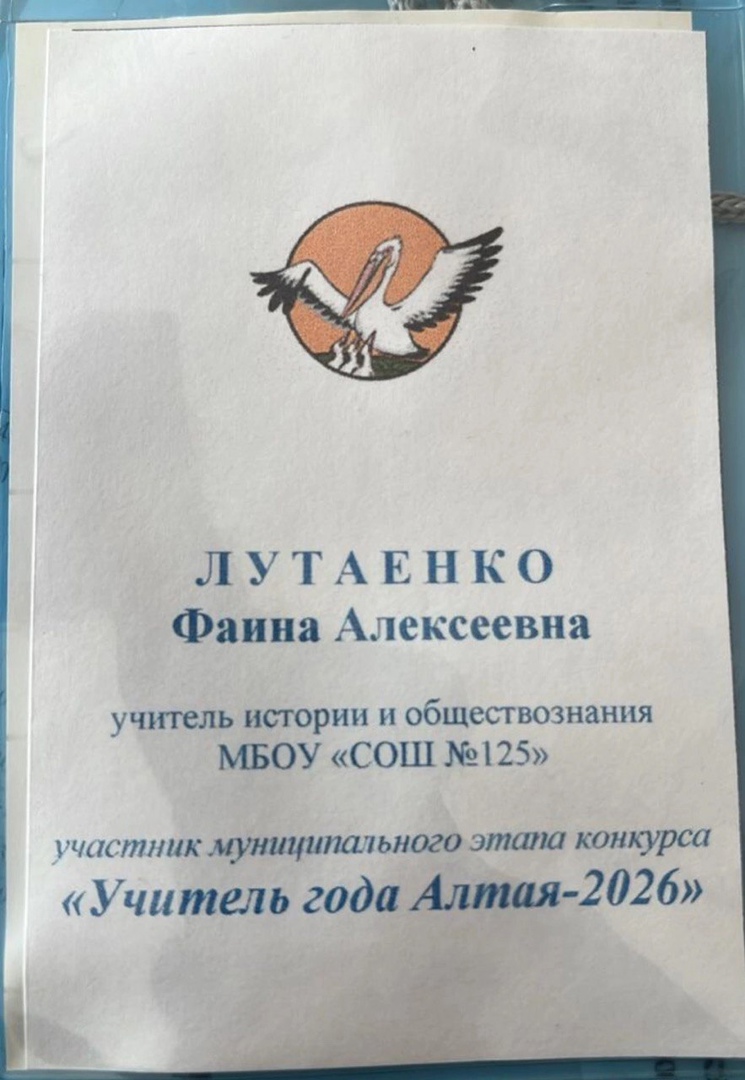 ЛУТАЕНКО
Фаина Алексеевна
учитель истории и обществознания
МБОУ «СОШ №125»
участник муниципального этапа конкурса
«Учитель года Алтая-2026»